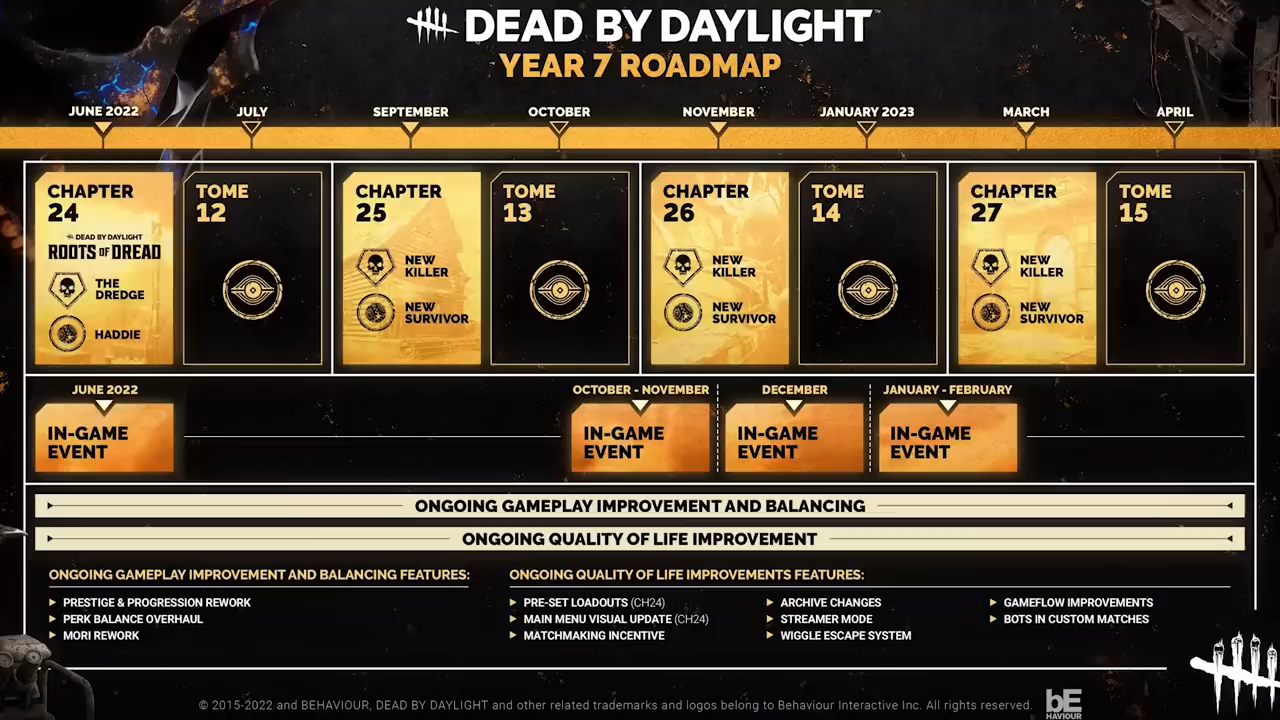 DEAD BY DAYLIGHT™
YEAR 7 ROADMAP
JUNE 2022
JULY
SEPTEMBER
OCTOBER
NOVEMBER
JANUARY 2023
MARCH
APRIL
CHAPTER
24
DEAD BY DAYLIGHT
ROOTS OF DREAD
THE
DREDGE
HADDIE
TOME
12
CHAPTER
25
NEW
KILLER
NEW
SURVIVOR
TOME
13
CHAPTER
26
NEW
KILLER
NEW
SURVIVOR
TOME
14
CHAPTER
27
NEW
KILLER
NEW
SURVIVOR
TOME
15
JUNE 2022
IN-GAME
EVENT
OCTOBER - NOVEMBER
IN-GAME
EVENT
DECEMBER
IN-GAME
EVENT
JANUARY - FEBRUARY
IN-GAME
EVENT
ONGOING GAMEPLAY IMPROVEMENT AND BALANCING
ONGOING QUALITY OF LIFE IMPROVEMENT
ONGOING GAMEPLAY IMPROVEMENT AND BALANCING FEATURES:
PRESTIGE & PROGRESSION REWORK
PERK BALANCE OVERHAUL
MORI REWORK
ONGOING QUALITY OF LIFE IMPROVEMENTS FEATURES:
PRE-SET LOADOUTS (CH24)
MAIN MENU VISUAL UPDATE (CH24)
MATCHMAKING INCENTIVE
ARCHIVE CHANGES
STREAMER MODE
WIGGLE ESCAPE SYSTEM
GAMEFLOW IMPROVEMENTS
BOTS IN CUSTOM MATCHES
© 2015-2022 and BEHAVIOUR, DEAD BY DAYLIGHT and other related trademarks and logos belong to Behaviour Interactive Inc. All rights reserved.
bE
HAVIOUR